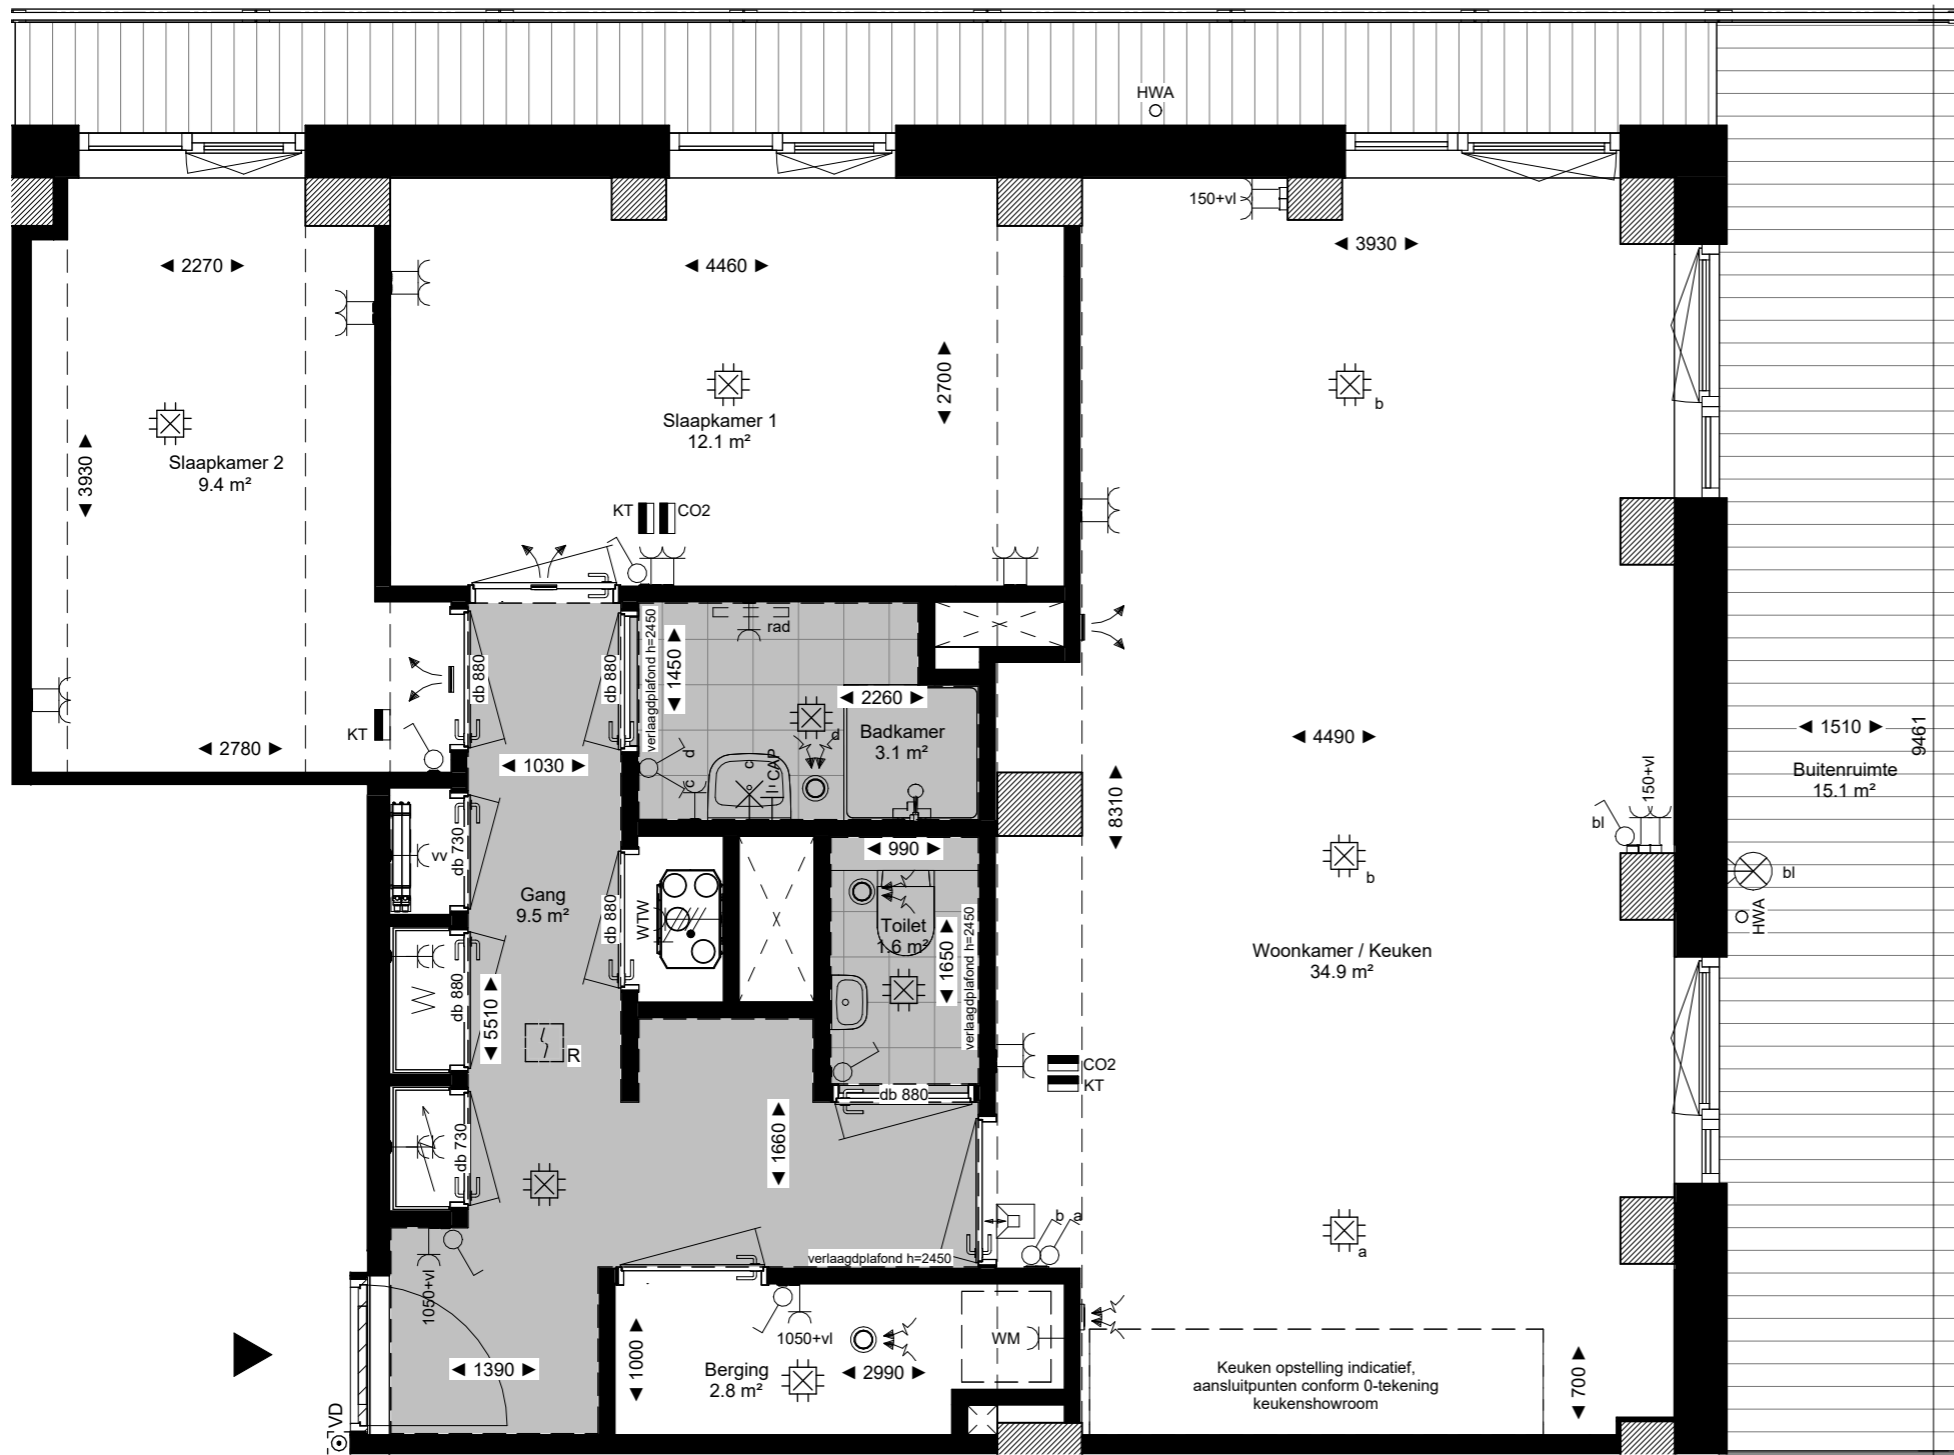 HWA
150+vl
◄ 3930 ►
◄ 2270 ►
◄ 4460 ►
◄ 2700 ►
b
Slaapkamer 1
12.1 m²
Slaapkamer 2
9.4 m²
◄ 3930 ►
KT
CO2
rad
verlaagdplafond h=2450
◄ 1450 ►
db 880
db 880
◄ 2260 ►
Badkamer
3.1 m²
d
d
c
c
CAP
KT
◄ 2780 ►
◄ 1030 ►
◄ 4490 ►
◄ 1510 ►
9461
Buitenruimte
15.1 m²
150+vl
bl
bl
HWA
◄ 8310 ►
b
vv
db 730
◄ 990 ►
Gang
9.5 m²
db 880
WTW
Toilet
1.6 m²
◄ 1650 ►
verlaagdplafond h=2450
Woonkamer / Keuken
34.9 m²
W
db 880
◄ 5510 ►
R
CO2
KT
db 880
db 730
◄ 1660 ►
b
a
a
verlaagdplafond h=2450
1050+vl
1050+vl
WM
◄ 1390 ►
◄ 1000 ►
Berging
2.8 m²
◄ 2990 ►
Keuken opstelling indicatief,
aansluitpunten conform 0-tekening
keukenshowroom
◄ 700 ►
VD